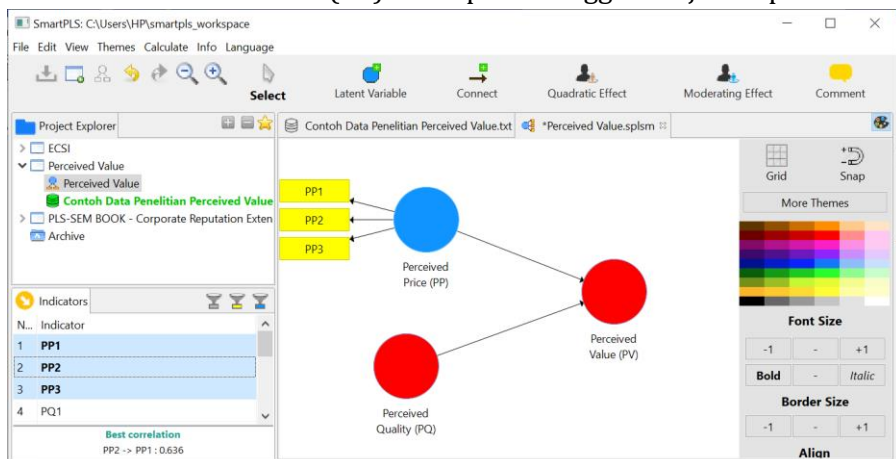 SmartPLS: C:\Users\HP\smartpls_workspace
File Edit View Themes Calculate Info Language
Select
Latent Variable
Connect
Quadratic Effect
Moderating Effect
Comment
Project Explorer
ECSI
Perceived Value
Perceived Value
Contoh Data Penelitian Perceived Value
PLS-SEM BOOK - Corporate Reputation Exten
Archive
Indicators
N... Indicator
1 PP1
2 PP2
3 PP3
4 PQ1
Best correlation
PP2 -> PP1 : 0.636
Contoh Data Penelitian Perceived Value.txt
*Perceived Value.splsm
PP1
PP2
PP3
Perceived
Price (PP)
Perceived
Value (PV)
Perceived
Quality (PQ)
Grid
Snap
More Themes
Font Size
-1 - +1
Bold - Italic
Border Size
-1 - +1
Align